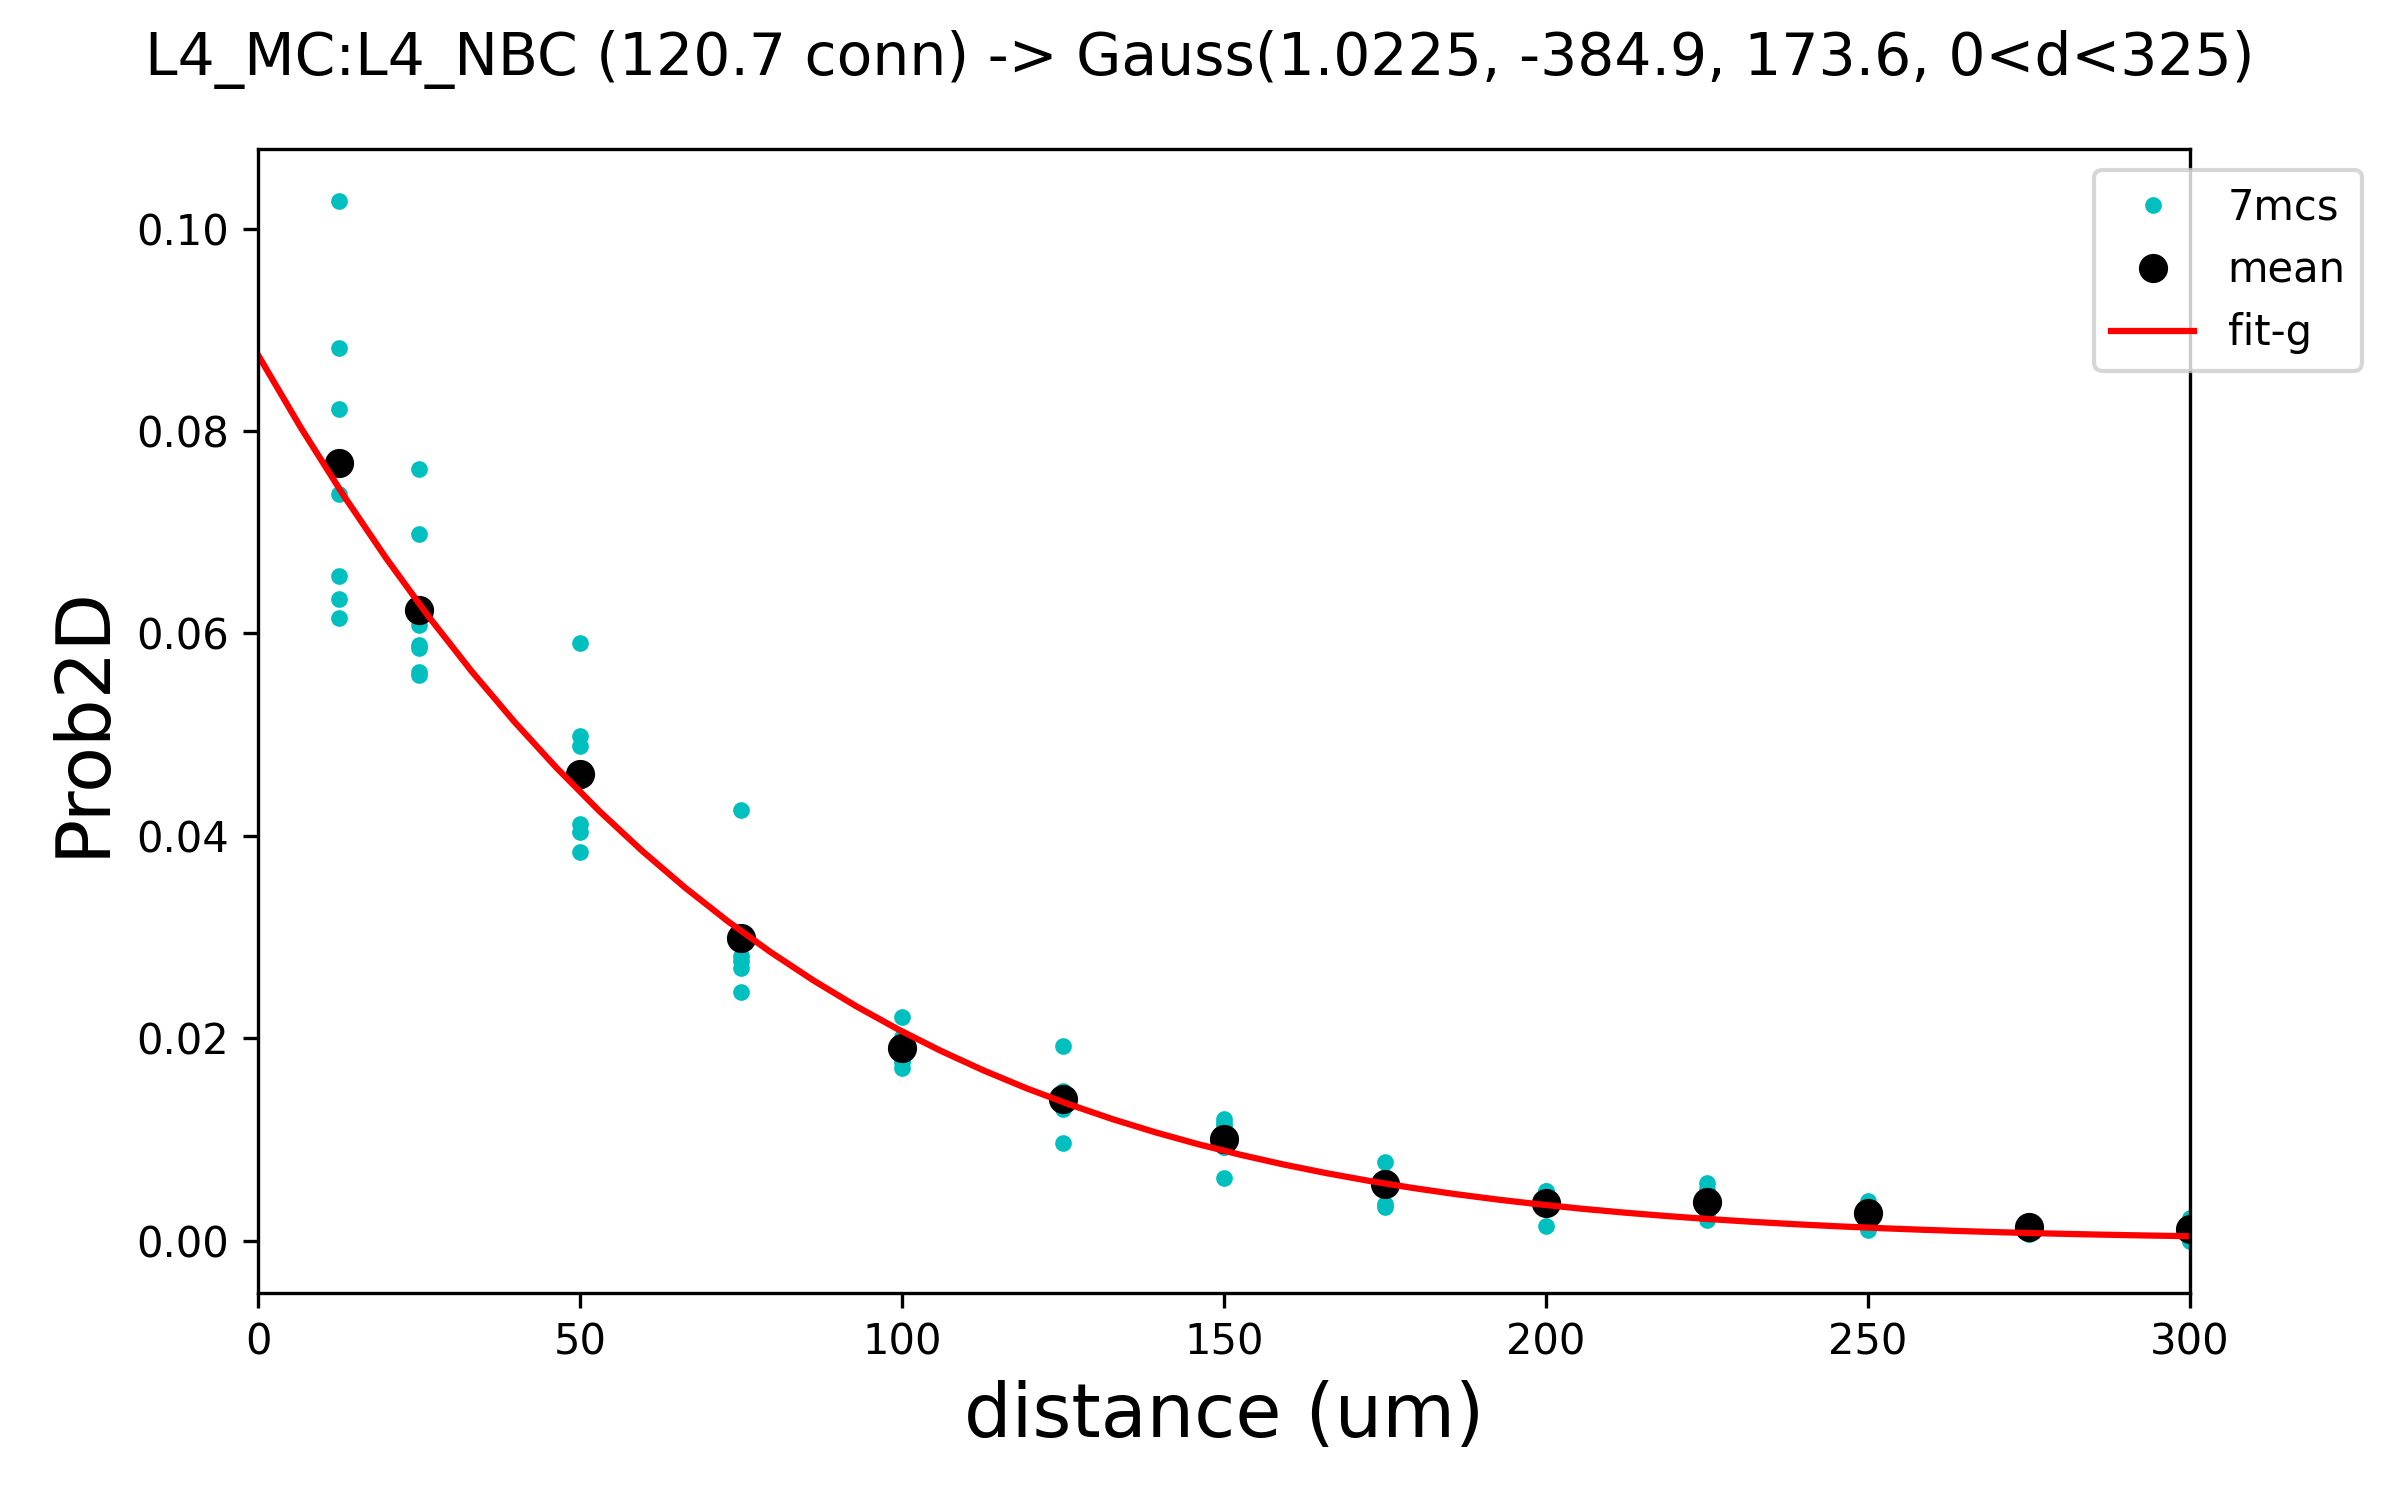 L4_MC:L4_NBC (120.7 conn) -> Gauss(1.0225, -384.9, 173.6, 0<d<325)
7mcs
mean
fit-g
Prob2D
0.10
0.08
0.06
0.04
0.02
0.00
0 50 100 150 200 250 300
distance (um)